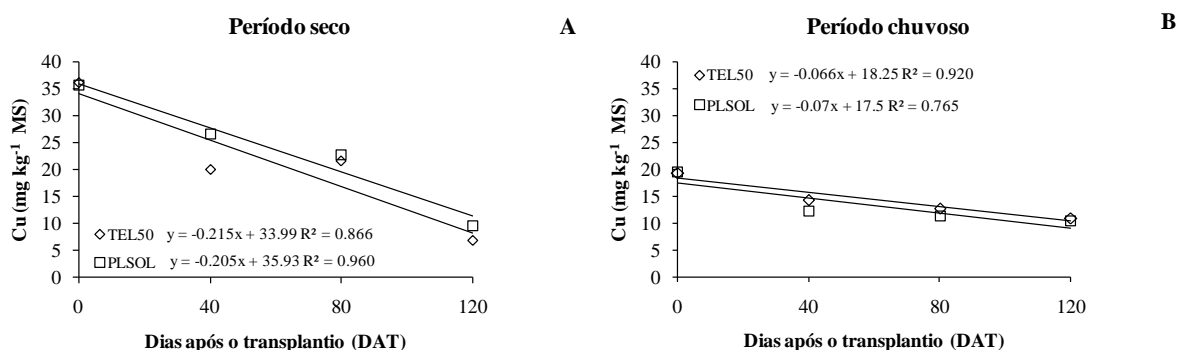 Período seco
A
Cu (mg kg⁻¹ MS)
40
35
30
25
20
15
10
5
0
TEL50 y = -0.215x + 33.99 R² = 0.866
PLSOL y = -0.205x + 35.93 R² = 0.960
0 40 80 120
Dias após o transplantio (DAT)
Período chuvoso
B
Cu (mg kg⁻¹ MS)
40
35
30
25
20
15
10
5
0
TEL50 y = -0.066x + 18.25 R² = 0.920
PLSOL y = -0.07x + 17.5 R² = 0.765
0 40 80 120
Dias após o transplantio (DAT)